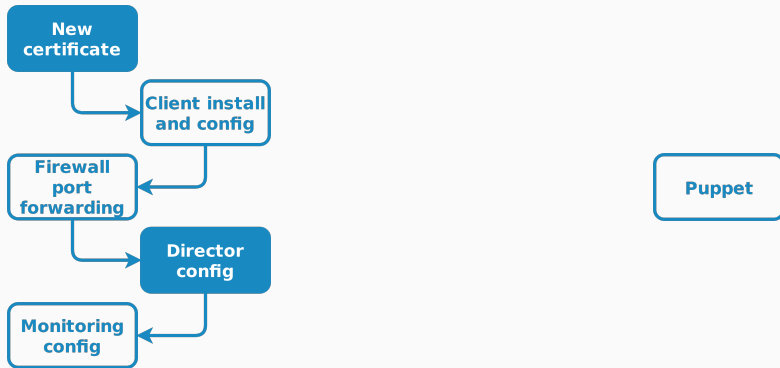 New
certificate
Client install
and config
Firewall
port
forwarding
Puppet
Director
config
Monitoring
config